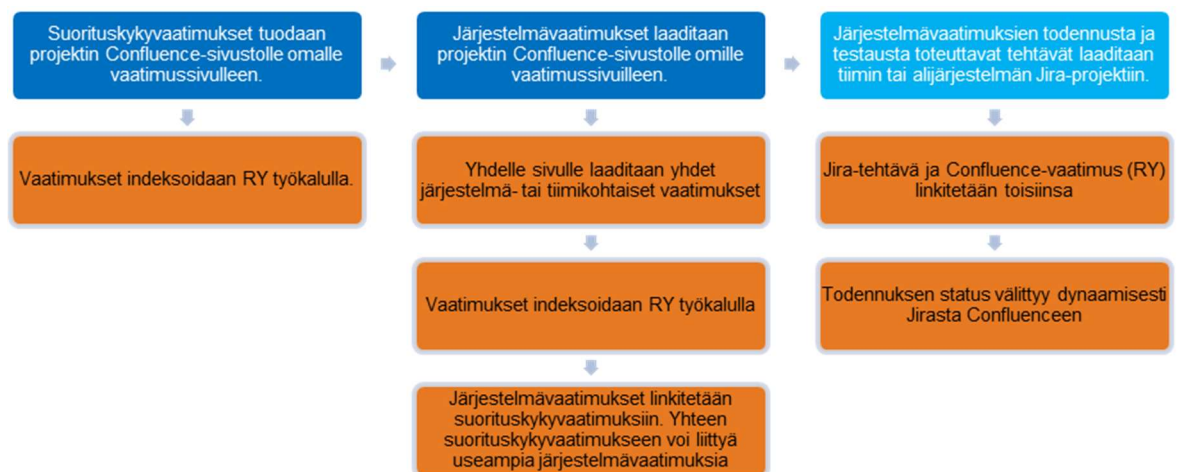 Suorituskykyvaatimukset tuodaan
projektin Confluence-sivustolle omalle
vaatimussivulleen.
Vaatimukset indeksoidaan RY työkalulla.
Järjestelmävaatimukset laaditaan
projektin Confluence-sivustolle omille
vaatimussivuilleen.
Yhdelle sivulle laaditaan yhdet
järjestelmä- tai tiimikohtaiset vaatimukset
Vaatimukset indeksoidaan RY työkalulla
Järjestelmävaatimukset linkitetään
suorituskykyvaatimuksiin. Yhteen
suorituskykyvaatimukseen voi liittyä
useampia järjestelmävaatimuksia
Järjestelmävaatimuksien todennusta ja
testausta toteuttavat tehtävät laaditaan
tiimin tai alijärjestelmän Jira-projektiin.
Jira-tehtävä ja Confluence-vaatimus (RY)
linkitetään toisiinsa
Todennuksen status välittyy dynaamisesti
Jirasta Confluenceen